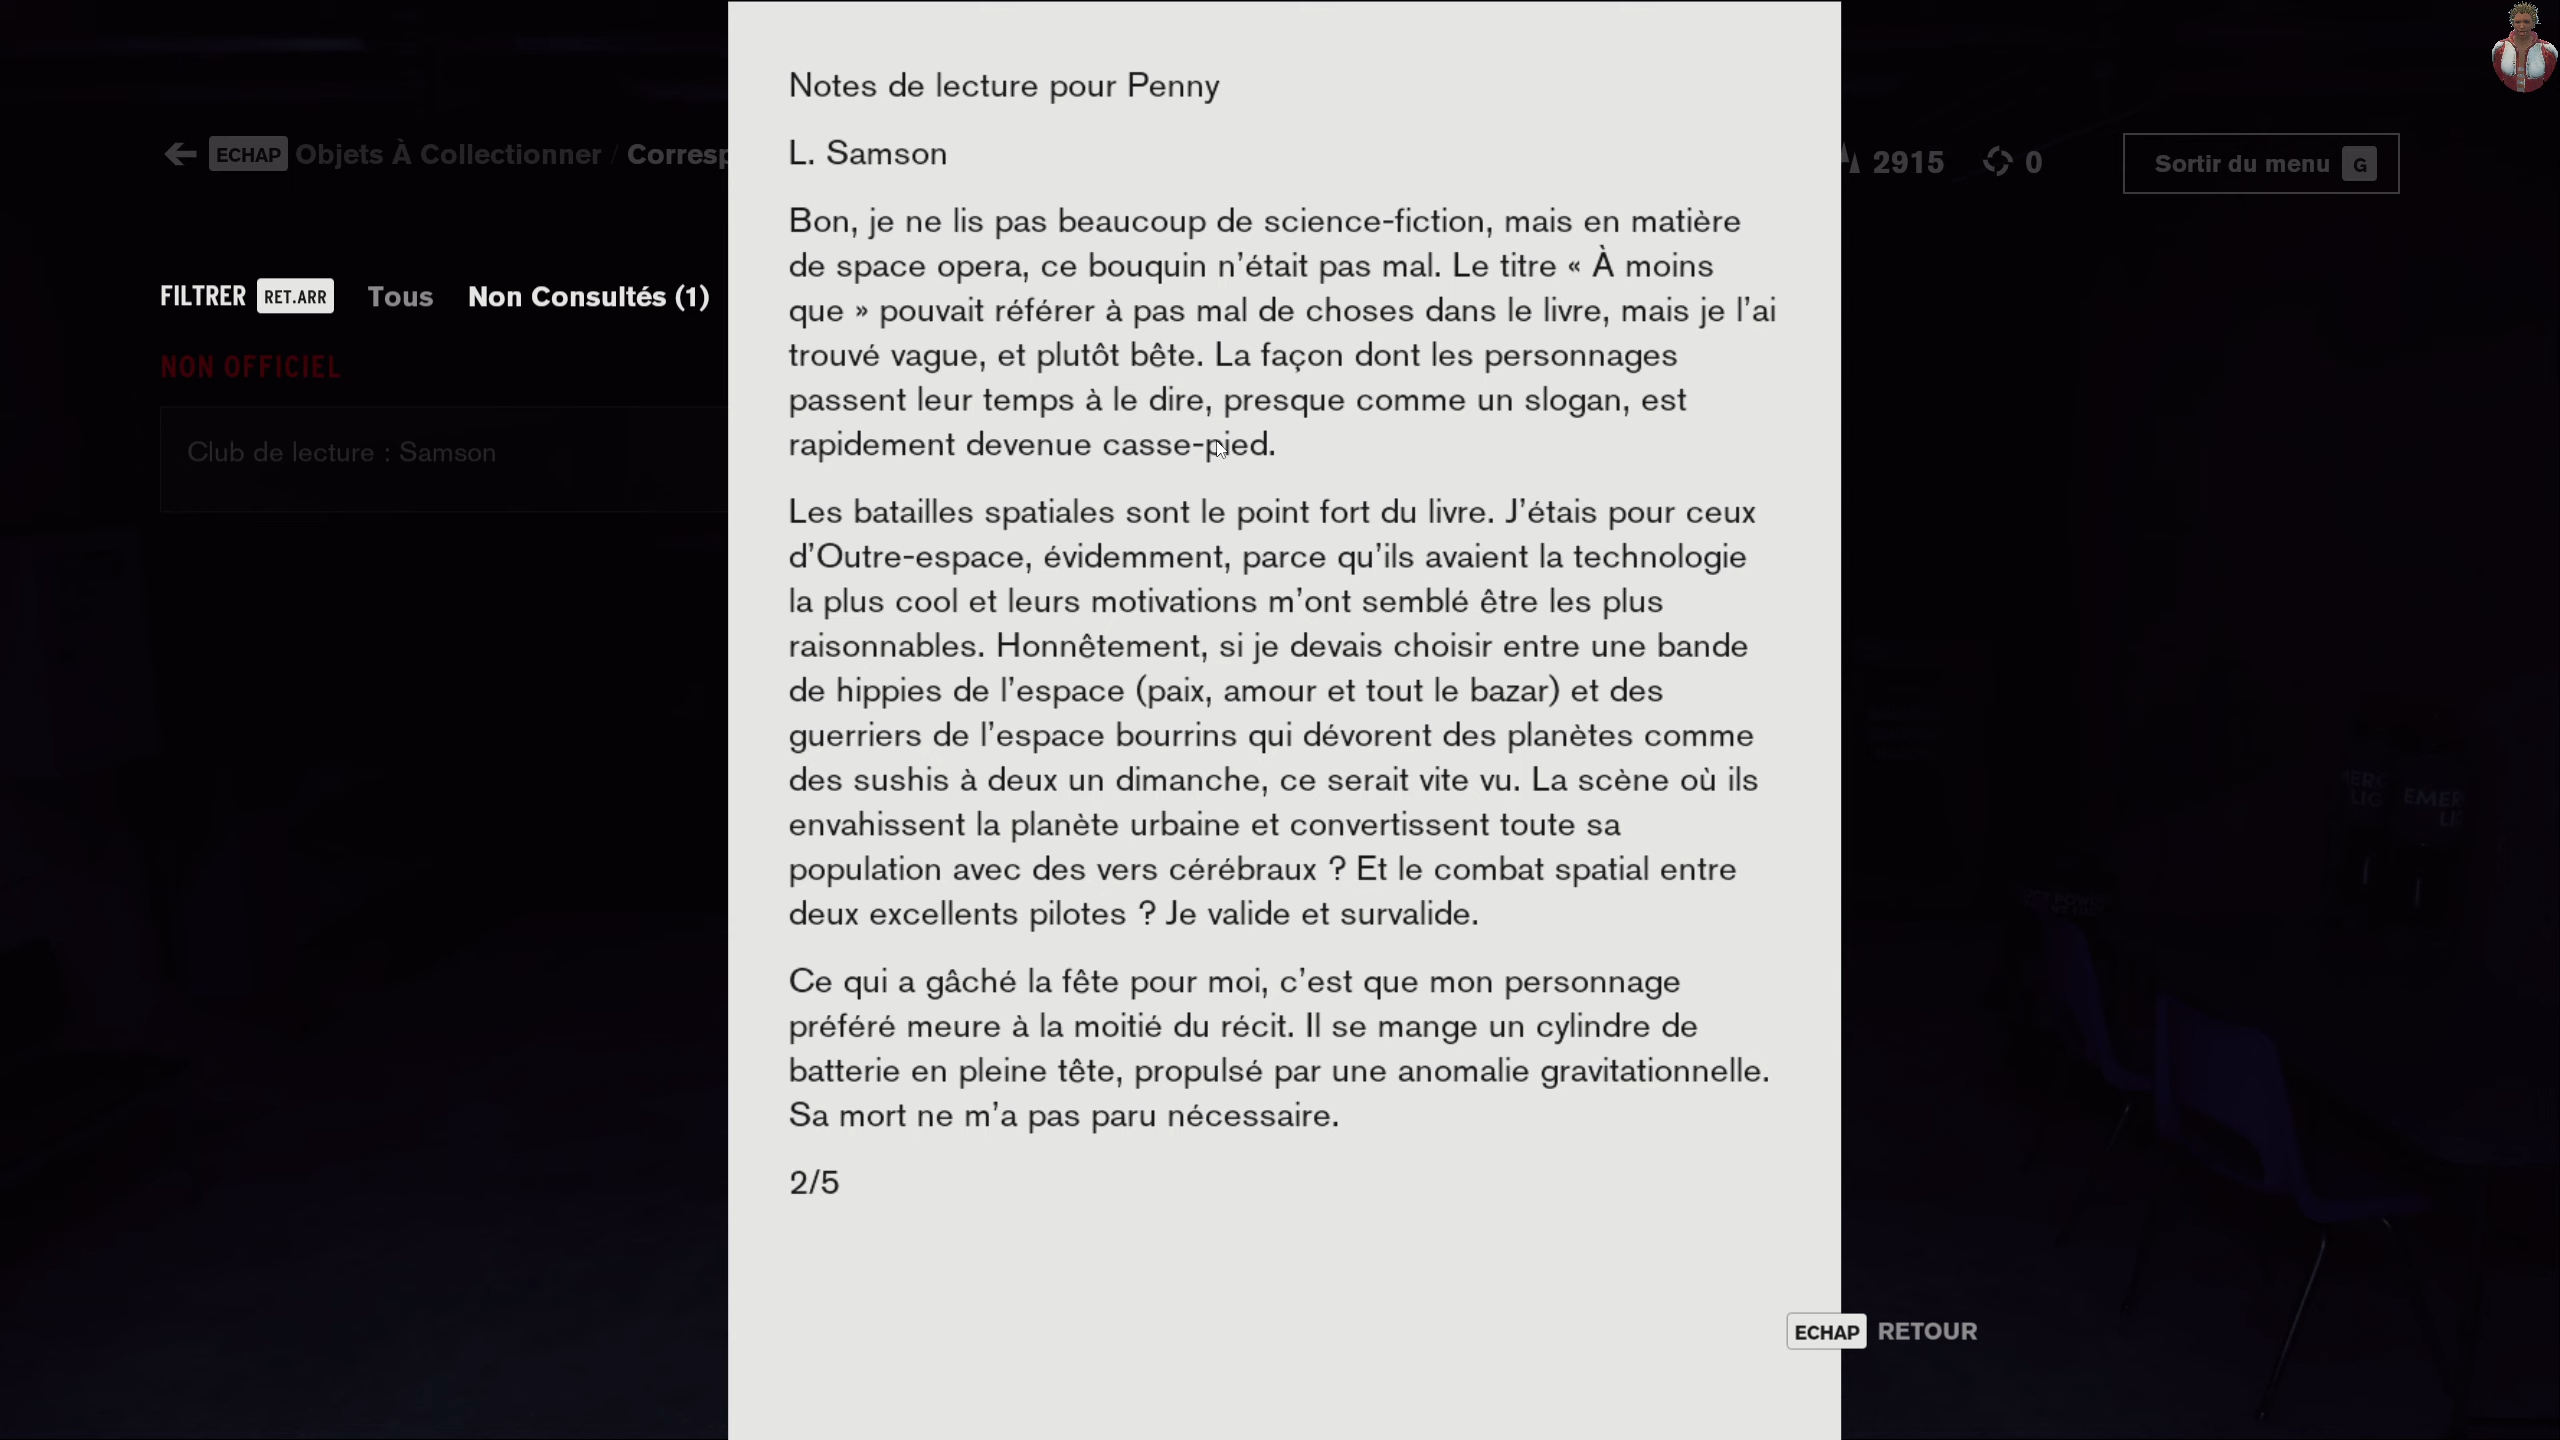 Notes de lecture pour Penny
L. Samson
Bon, je ne lis pas beaucoup de science-fiction, mais en matière
de space opera, ce bouquin n'était pas mal. Le titre « À moins
que » pouvait référer à pas mal de choses dans le livre, mais je l'ai
trouvé vague, et plutôt bête. La façon dont les personnages
passent leur temps à le dire, presque comme un slogan, est
rapidement devenue casse-pied.
Les batailles spatiales sont le point fort du livre. J'étais pour ceux
d'Outre-espace, évidemment, parce qu'ils avaient la technologie
la plus cool et leurs motivations m'ont semblé être les plus
raisonnables. Honnêtement, si je devais choisir entre une bande
de hippies de l'espace (paix, amour et tout le bazar) et des
guerriers de l'espace bourrins qui dévorent des planètes comme
des sushis à deux un dimanche, ce serait vite vu. La scène où ils
envahissent la planète urbaine et convertissent toute sa
population avec des vers cérébraux ? Et le combat spatial entre
deux excellents pilotes ? Je valide et survalide.
Ce qui a gâché la fête pour moi, c'est que mon personnage
préféré meure à la moitié du récit. Il se mange un cylindre de
batterie en pleine tête, propulsé par une anomalie gravitationnelle.
Sa mort ne m'a pas paru nécessaire.
2/5
ECHAP Objets À Collectionner / Corresp
2915 0
Sortir du menu G
FILTRER RET.ARR Tous Non Consultés (1)
NON OFFICIEL
Club de lecture : Samson
ECHAP RETOUR